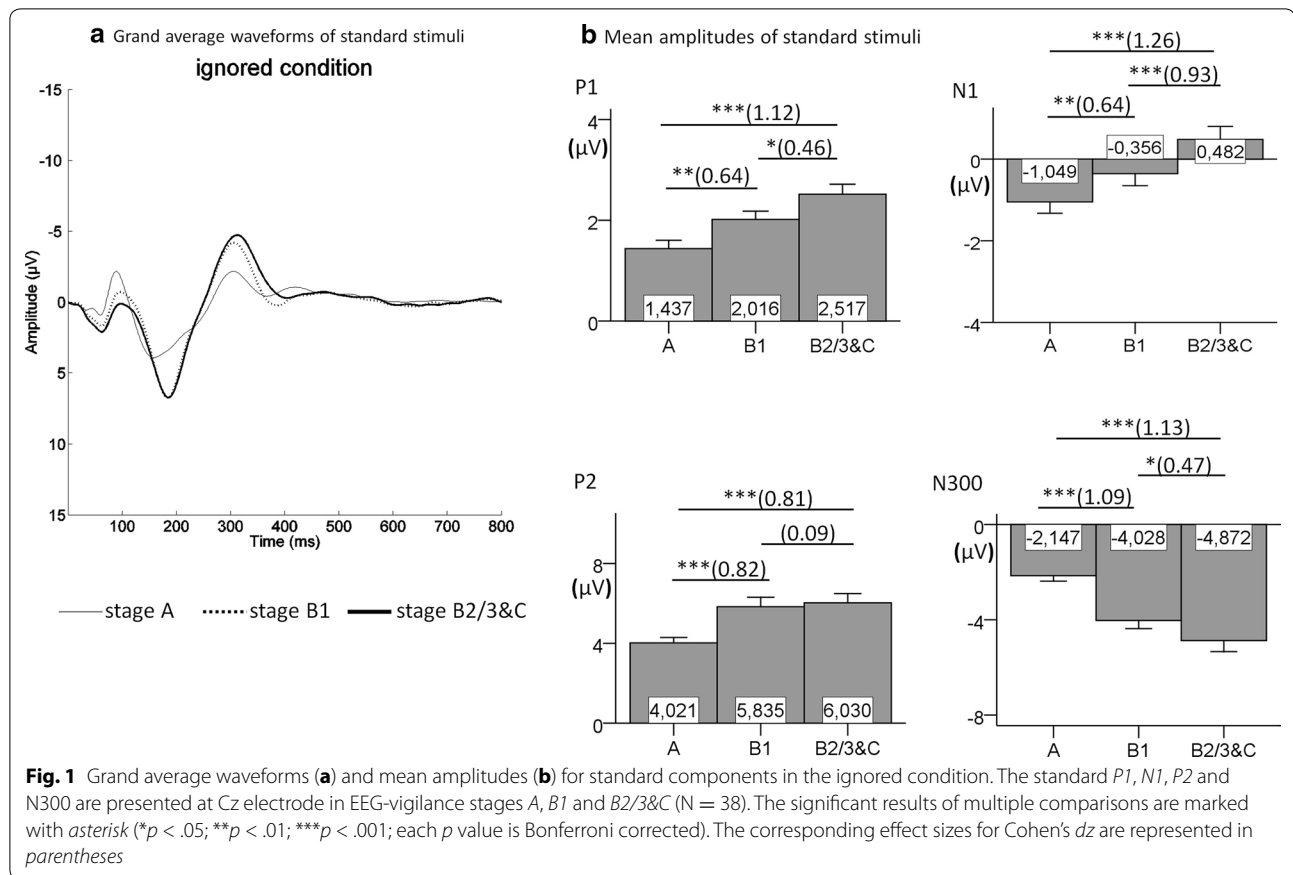 a Grand average waveforms of standard stimuli
ignored condition
-15
-10
-5
0
5
10
15
Amplitude (µV)
100 200 300 400 500 600 700 800
Time (ms)
stage A stage B1 stage B2/3&C
b Mean amplitudes of standard stimuli
P1
(µV)
4
2
0
***(1.12)
*(0.46)
**(0.64)
1,437 2,016 2,517
A B1 B2/3&C
N1
(µV)
0
-2
-4
***(1.26)
***(0.93)
**(0.64)
-1,049 -0,356 0,482
A B1 B2/3&C
P2
(µV)
8
4
0
***(0.81)
(0.09)
***(0.82)
4,021 5,835 6,030
A B1 B2/3&C
N300
(µV)
0
-4
-8
***(1.13)
*(0.47)
***(1.09)
-2,147 -4,028 -4,872
A B1 B2/3&C
Fig. 1 Grand average waveforms (a) and mean amplitudes (b) for standard components in the ignored condition. The standard P1, N1, P2 and
N300 are presented at Cz electrode in EEG-vigilance stages A, B1 and B2/3&C (N = 38). The significant results of multiple comparisons are marked
with asterisk (*p < .05; **p < .01; ***p < .001; each p value is Bonferroni corrected). The corresponding effect sizes for Cohen's dz are represented in
parentheses